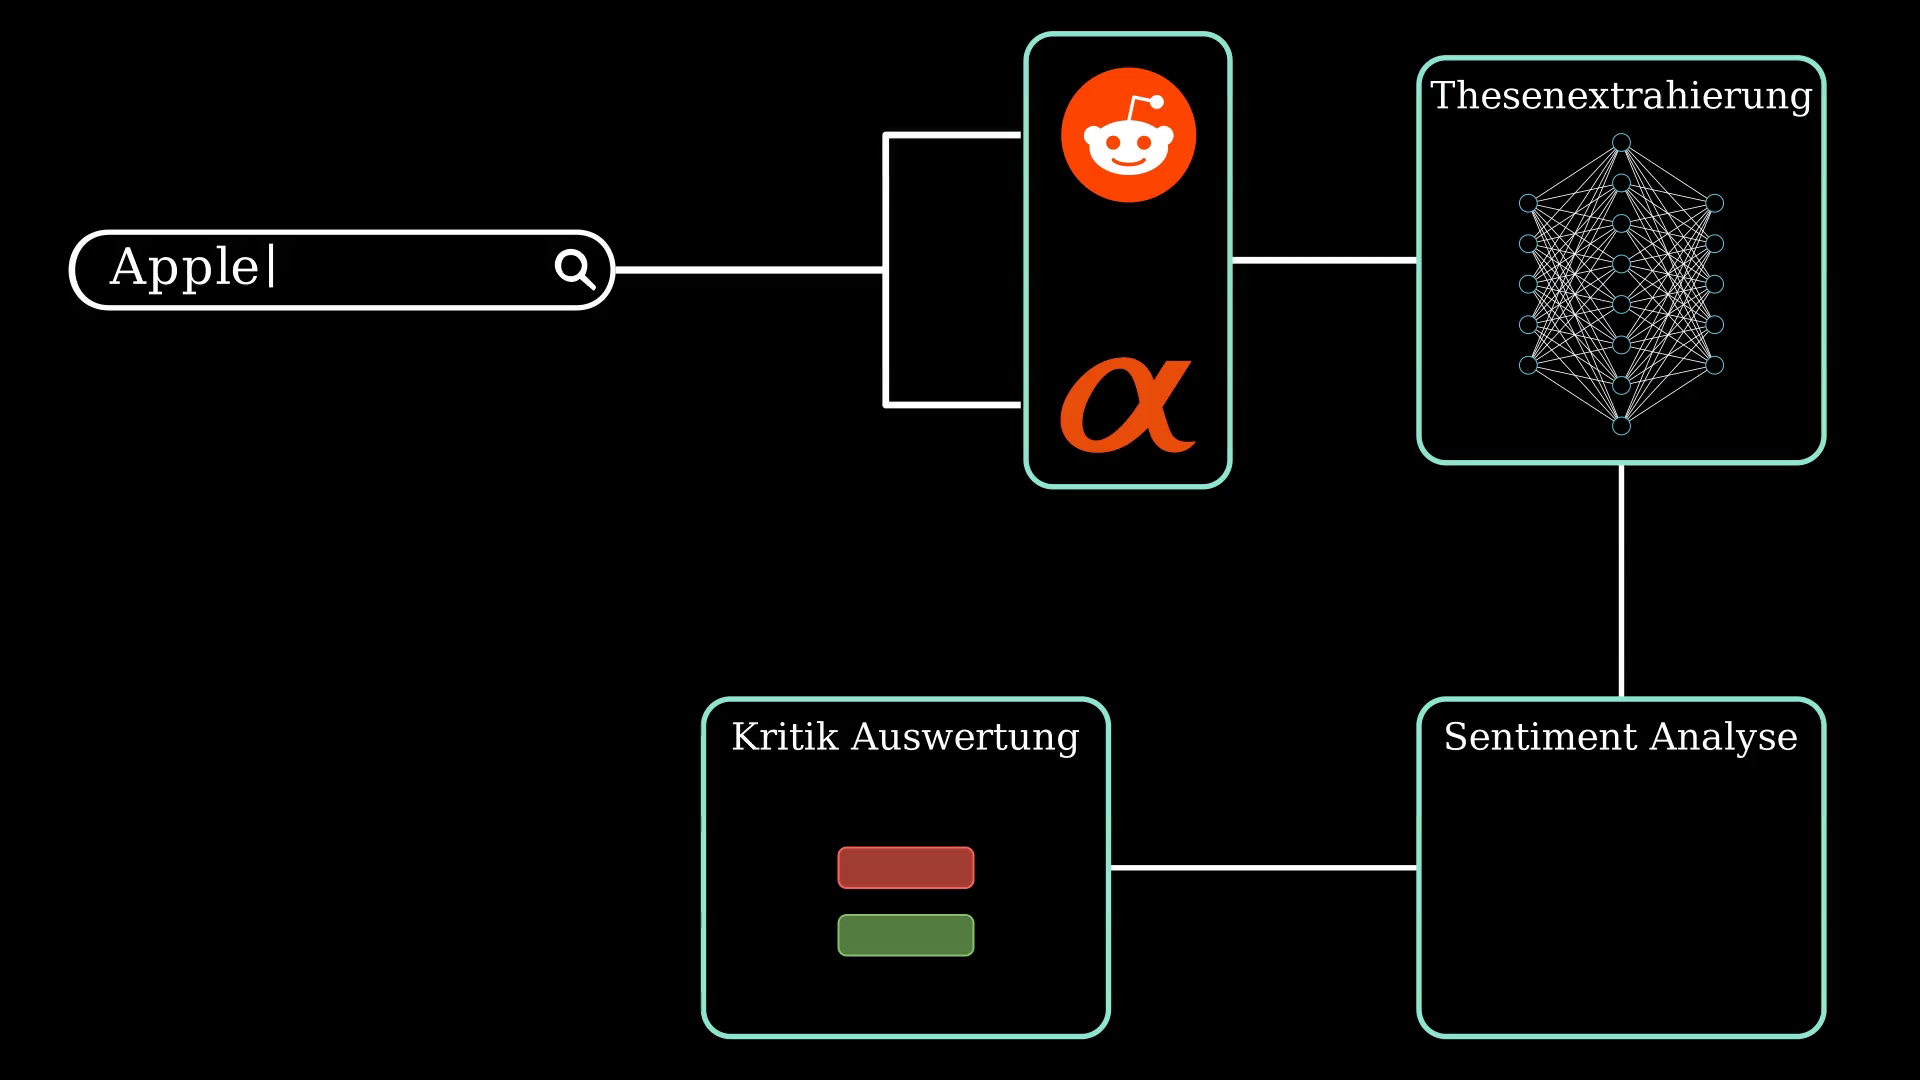 Apple
α
Thesenextrahierung
Kritik Auswertung
Sentiment Analyse